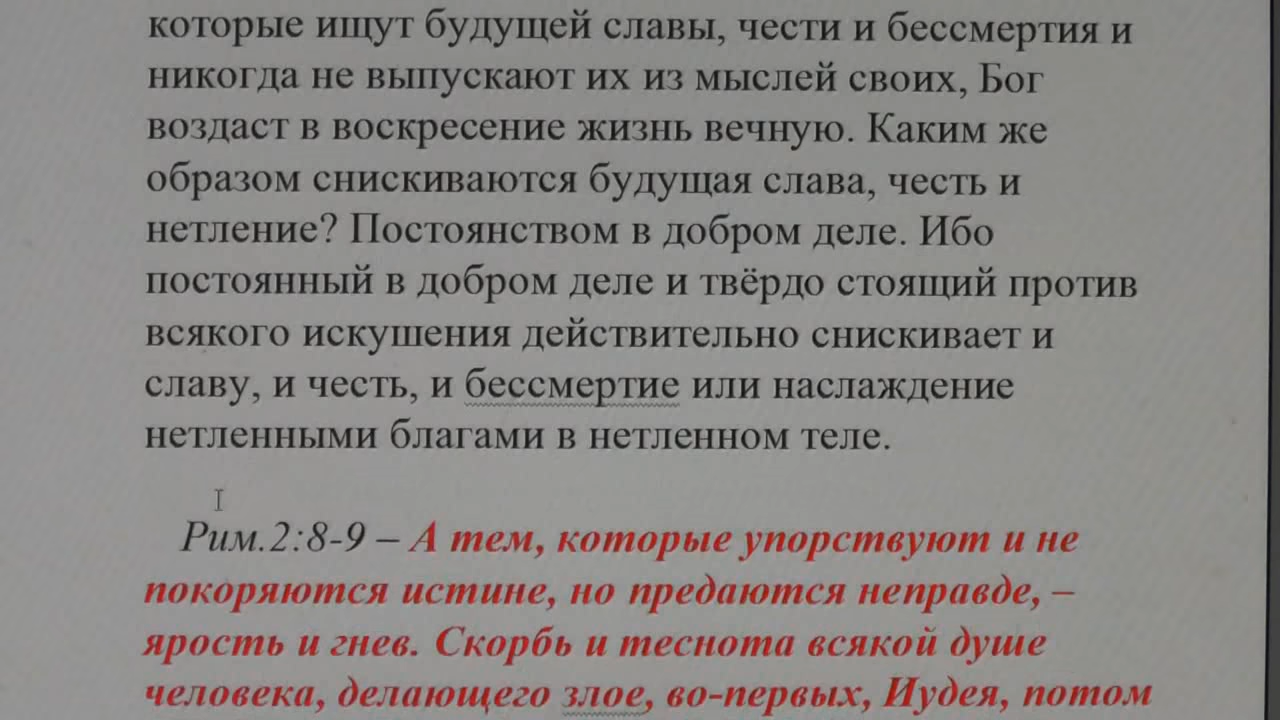 которые ищут будущей славы, чести и бессмертия и
никогда не выпускают их из мыслей своих, Бог
воздаст в воскресение жизнь вечную. Каким же
образом снискиваются будущая слава, честь и
нетление? Постоянством в добром деле. Ибо
постоянный в добром деле и твёрдо стоящий против
всякого искушения действительно снискивает и
славу, и честь, и бессмертие или наслаждение
нетленными благами в нетленном теле.
Рим.2:8-9 – А тем, которые упорствуют и не
покоряются истине, но предаются неправде, –
ярость и гнев. Скорбь и теснота всякой душе
человека, делающего злое, во-первых, Иудея, потом